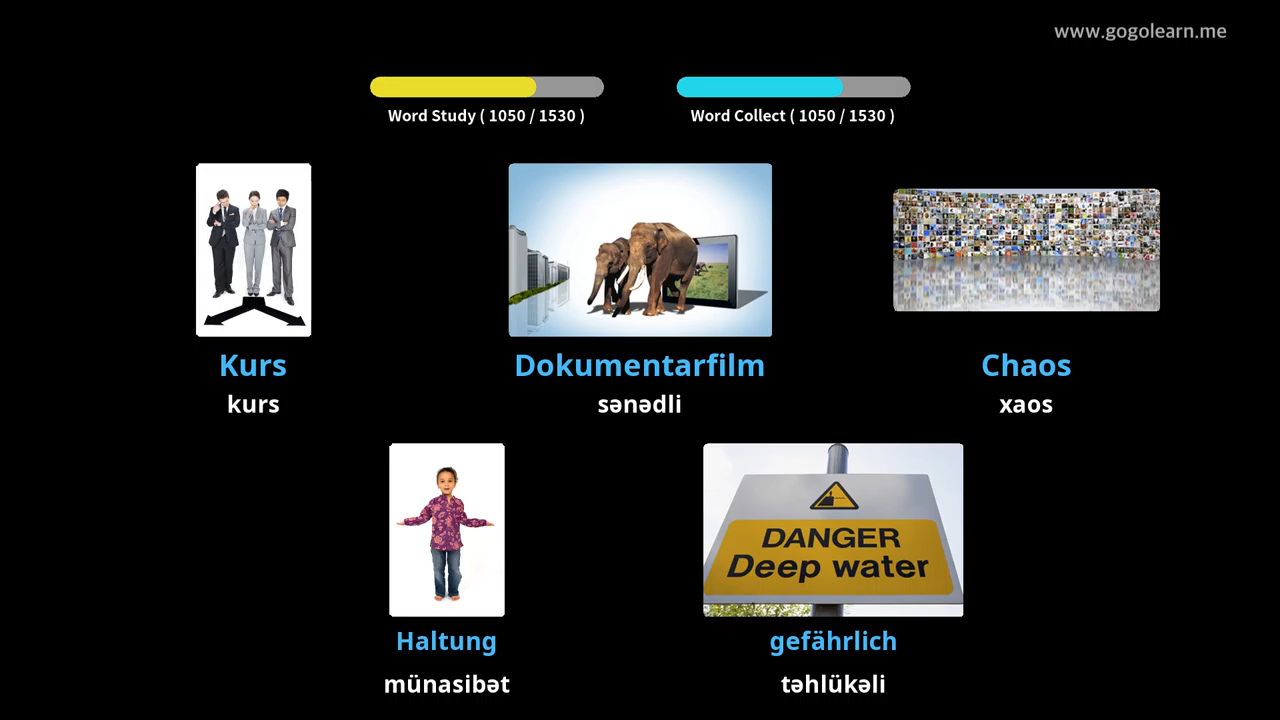 www.gogolearn.me
Word Study ( 1050 / 1530 )
Word Collect ( 1050 / 1530 )
Kurs
kurs
Dokumentarfilm
sənədli
Chaos
xaos
DANGER
Deep water
Haltung
münasibət
gefährlich
təhlükəli